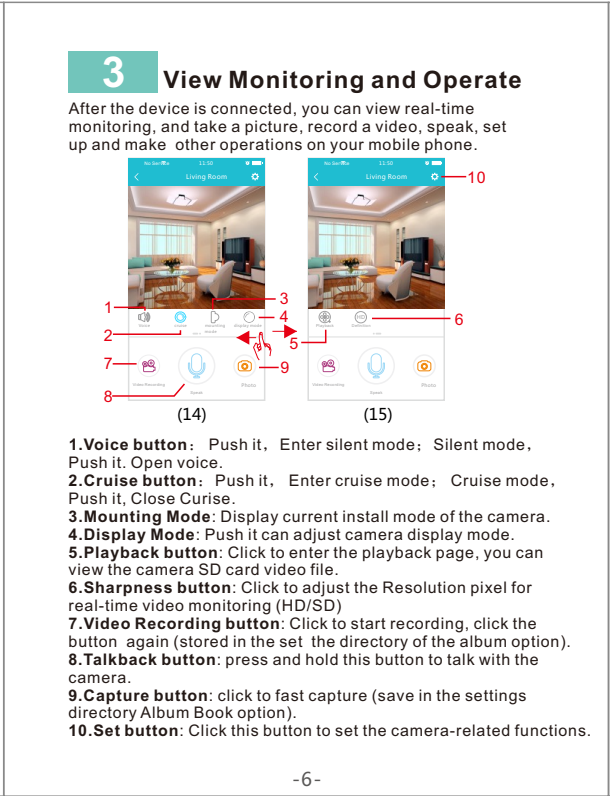 3 View Monitoring and Operate
After the device is connected, you can view real-time
monitoring, and take a picture, record a video, speak, set
up and make other operations on your mobile phone.
11:50
11:50
Living Room
Living Room
10
1
3
4
Voice
cruise
mounting
mode
display mode
Playback
Definition
HD
6
2
5
7
9
Video Recording
Speak
Photo
Video Recording
Speak
Photo
8
(14)
(15)
1.Voice button： Push it，Enter silent mode；Silent mode，
Push it. Open voice.
2.Cruise button：Push it， Enter cruise mode； Cruise mode，
Push it, Close Curise.
3.Mounting Mode: Display current install mode of the camera.
4.Display Mode: Push it can adjust camera display mode.
5.Playback button: Click to enter the playback page, you can
view the camera SD card video file.
6.Sharpness button: Click to adjust the Resolution pixel for
real-time video monitoring (HD/SD)
7.Video Recording button: Click to start recording, click the
button again (stored in the set the directory of the album option).
8.Talkback button: press and hold this button to talk with the
camera.
9.Capture button: click to fast capture (save in the settings
directory Album Book option).
10.Set button: Click this button to set the camera-related functions.
-6-